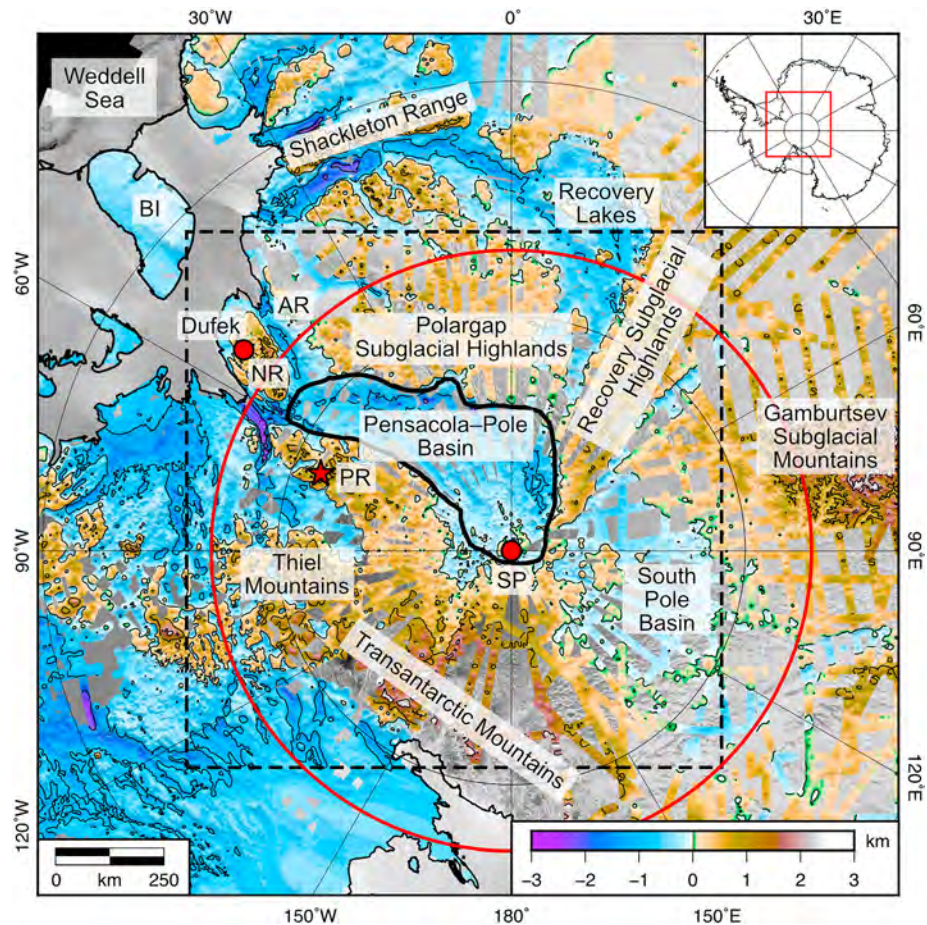 30°W
0°
30°E
Weddell
Sea
Shackleton Range
BI
Recovery
Lakes
60°W
60°E
AR
Dufek
NR
Polargap
Subglacial Highlands
Recovery Subglacial
Highlands
Pensacola–Pole
Basin
Gamburtsev
Subglacial
Mountains
PR
90°W
90°E
Thiel
Mountains
SP
South
Pole
Basin
Transantarctic Mountains
120°W
120°E
0 250
km
km
−3 −2 −1 0 1 2 3
150°W
180°
150°E